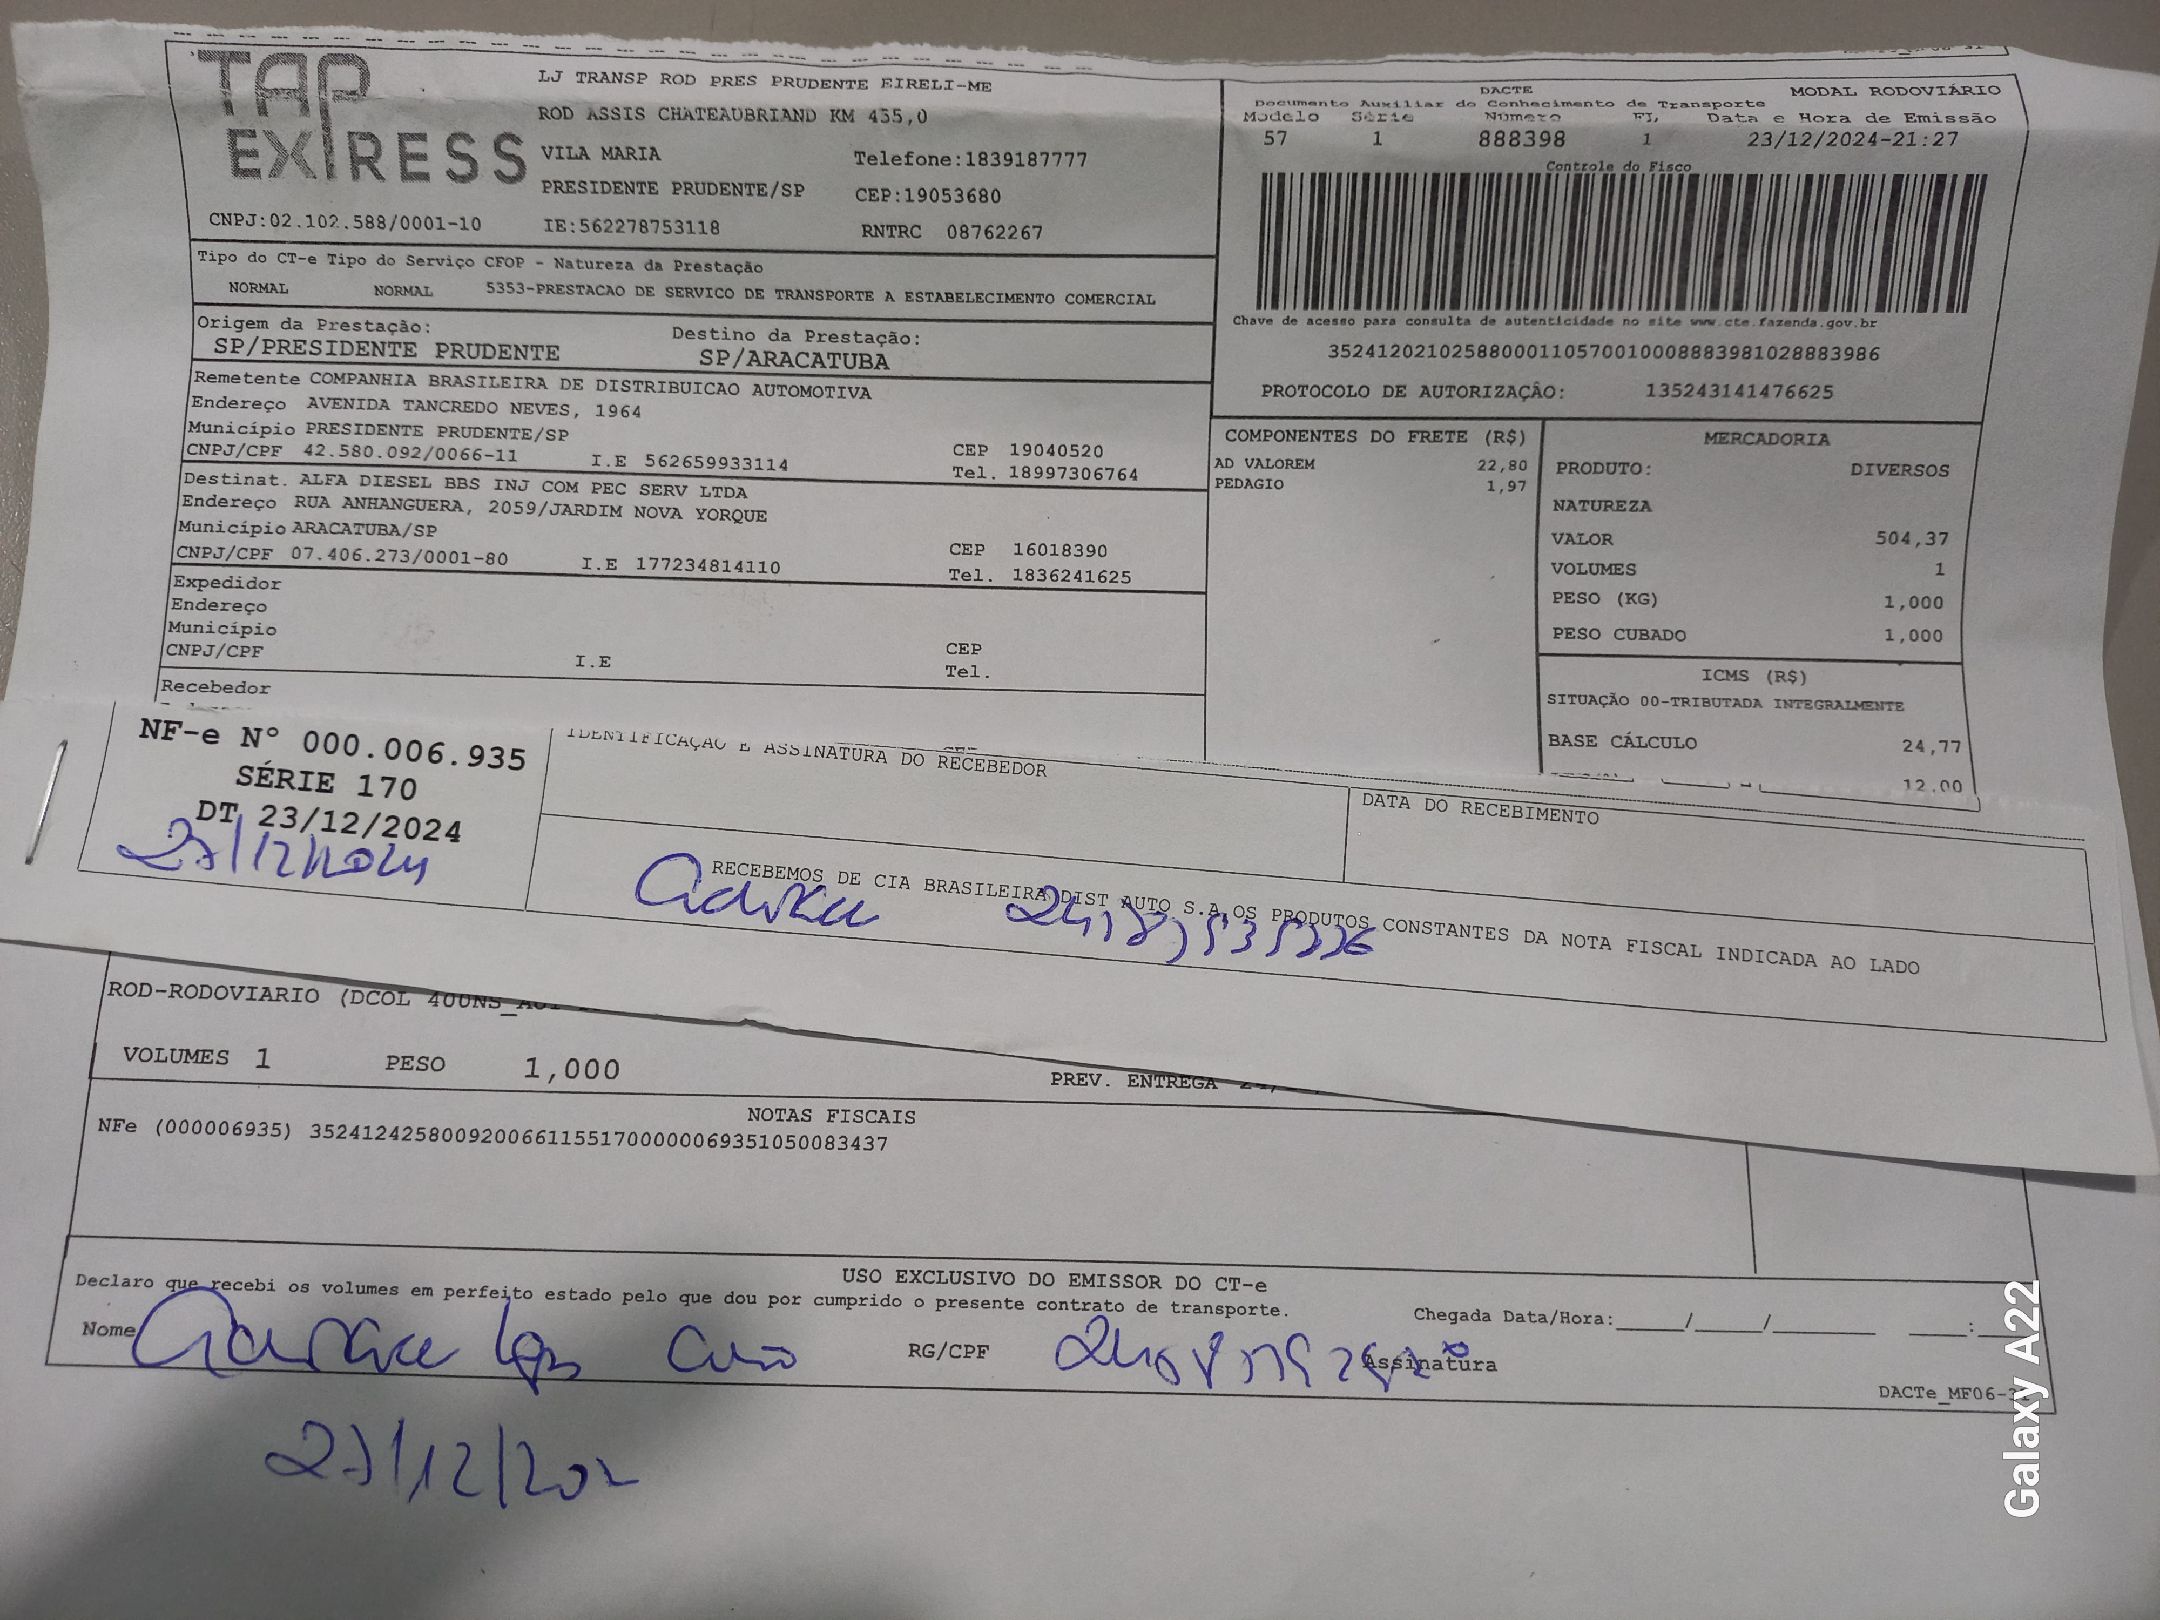 TAP EXPRESS
LJ TRANSP ROD PRES PRUDENTE EIRELI-ME
ROD ASSIS CHATEAUBRIAND KM 435,0
VILA MARIA Telefone:1839187777
PRESIDENTE PRUDENTE/SP CEP:19053680
CNPJ:02.102.588/0001-10 IE:562278753118 RNTRC 08762267
DACTE MODAL RODOVIÁRIO
Documento Auxiliar do Conhecimento de Transporte
Modelo Série Número FL Data e Hora de Emissão
57 1 888398 1 23/12/2024-21:27
Controle do Fisco
Chave de acesso para consulta de autenticidade no site www.cte.fazenda.gov.br
35241202102588000110570010008883981028883986
PROTOCOLO DE AUTORIZAÇÃO: 135243141476625
Tipo do CT-e Tipo do Serviço CFOP - Natureza da Prestação
NORMAL NORMAL 5353-PRESTACAO DE SERVICO DE TRANSPORTE A ESTABELECIMENTO COMERCIAL
Origem da Prestação: Destino da Prestação:
SP/PRESIDENTE PRUDENTE SP/ARACATUBA
Remetente COMPANHIA BRASILEIRA DE DISTRIBUICAO AUTOMOTIVA
Endereço AVENIDA TANCREDO NEVES, 1964
Município PRESIDENTE PRUDENTE/SP CEP 19040520
CNPJ/CPF 42.580.092/0066-11 I.E 562659933114 Tel. 18997306764
Destinat. ALFA DIESEL BBS INJ COM PEC SERV LTDA
Endereço RUA ANHANGUERA, 2059/JARDIM NOVA YORQUE
Município ARACATUBA/SP CEP 16018390
CNPJ/CPF 07.406.273/0001-80 I.E 177234814110 Tel. 1836241625
Expedidor
Endereço
Município CEP
CNPJ/CPF I.E Tel.
Recebedor
COMPONENTES DO FRETE (R$)
AD VALOREM 22,80
PEDAGIO 1,97
MERCADORIA
PRODUTO: DIVERSOS
NATUREZA
VALOR 504,37
VOLUMES 1
PESO (KG) 1,000
PESO CUBADO 1,000
ICMS (R$)
SITUAÇÃO 00-TRIBUTADA INTEGRALMENTE
BASE CÁLCULO 24,77
12,00
NF-e Nº 000.006.935
SÉRIE 170
DT 23/12/2024
IDENTIFICAÇÃO E ASSINATURA DO RECEBEDOR
DATA DO RECEBIMENTO
RECEBEMOS DE CIA BRASILEIRA DIST AUTO S.A OS PRODUTOS CONSTANTES DA NOTA FISCAL INDICADA AO LADO
ROD-RODOVIARIO (DCOL
VOLUMES 1 PESO 1,000 PREV. ENTREGA
NOTAS FISCAIS
NFe (000006935) 35241242580092006611551700000069351050083437
USO EXCLUSIVO DO EMISSOR DO CT-e
Declaro que recebi os volumes em perfeito estado pelo que dou por cumprido o presente contrato de transporte.
Chegada Data/Hora:_____/_____/________ ____:
Nome RG/CPF Assinatura
DACTe_MF06-
Galaxy A22